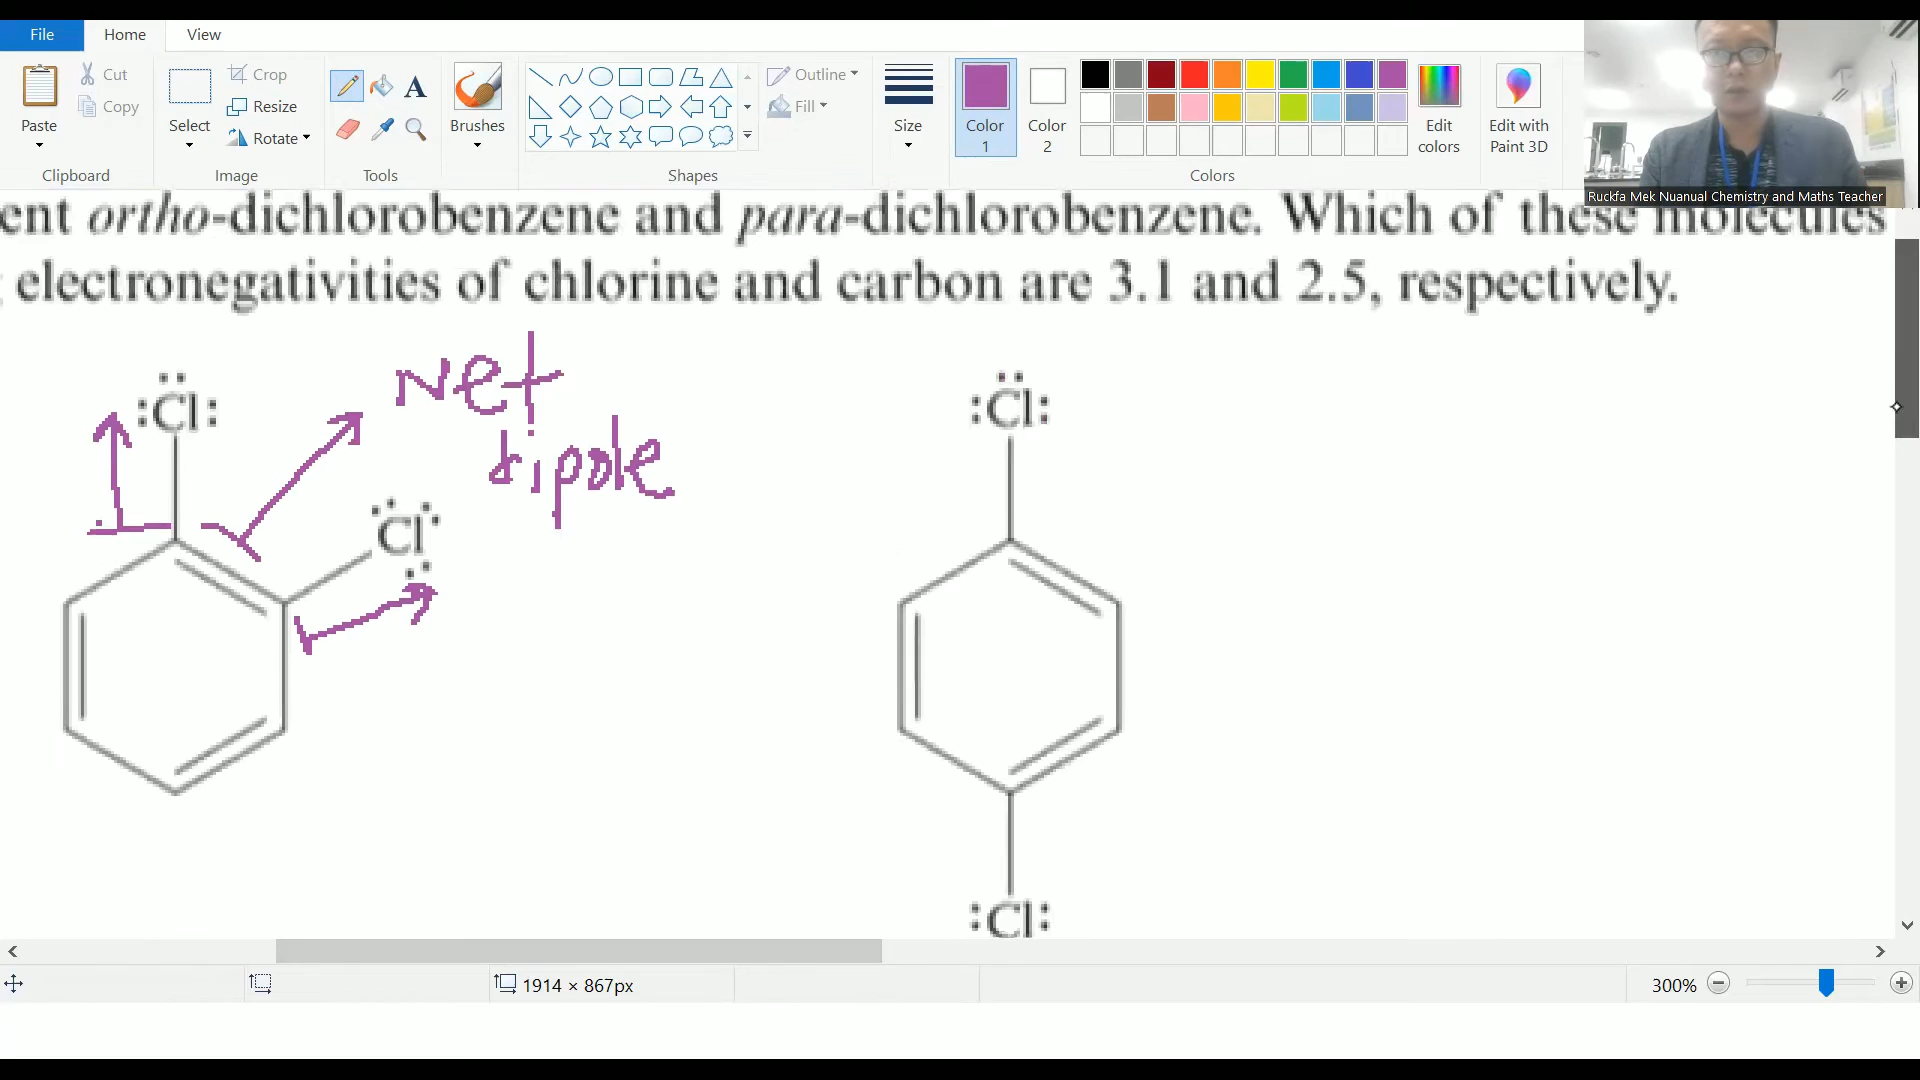 File Home View
Paste
Cut
Copy
Clipboard
Select
Crop
Resize
Rotate
Image
A
Tools
Brushes
Shapes
Outline
Fill
Size
Color
1
Color
2
Colors
Edit
colors
Edit with
Paint 3D
Ruckfa Mek Nuanual Chemistry and Maths Teacher
ent ortho-dichlorobenzene and para-dichlorobenzene. Which of these molecules
electronegativities of chlorine and carbon are 3.1 and 2.5, respectively.
Net
dipole
:Cl:
Cl
:Cl:
:Cl:
1914 × 867px
300%